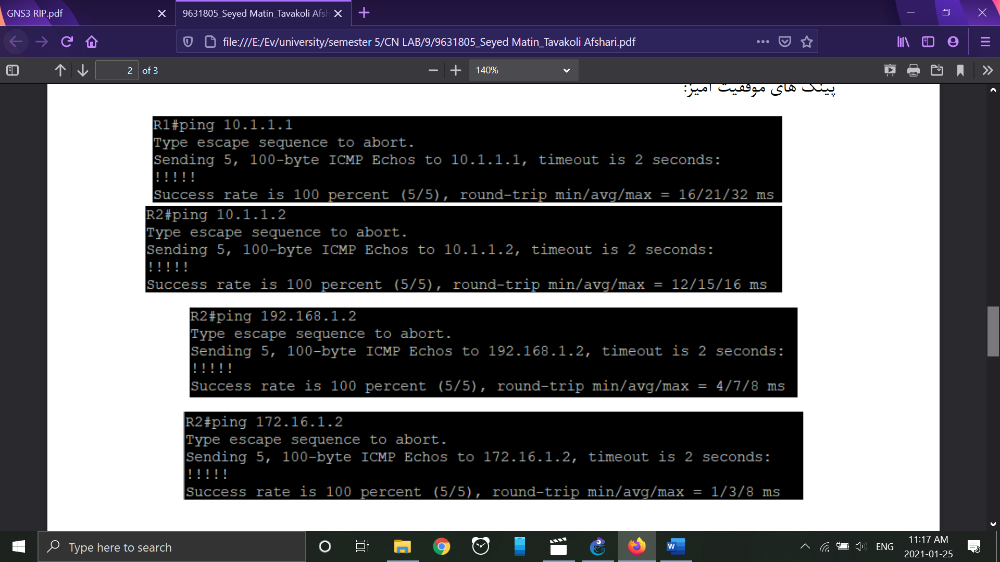 GNS3 RIP.pdf
9631805_Seyed Matin_Tavakoli Afsh
file:///E:/Ev/university/semester 5/CN LAB/9/9631805_Seyed Matin_Tavakoli Afshari.pdf
2 of 3
140%
پینگ های موفقیت آمیز:
R1#ping 10.1.1.1
Type escape sequence to abort.
Sending 5, 100-byte ICMP Echos to 10.1.1.1, timeout is 2 seconds:
!!!!!
Success rate is 100 percent (5/5), round-trip min/avg/max = 16/21/32 ms
R2#ping 10.1.1.2
Type escape sequence to abort.
Sending 5, 100-byte ICMP Echos to 10.1.1.2, timeout is 2 seconds:
!!!!!
Success rate is 100 percent (5/5), round-trip min/avg/max = 12/15/16 ms
R2#ping 192.168.1.2
Type escape sequence to abort.
Sending 5, 100-byte ICMP Echos to 192.168.1.2, timeout is 2 seconds:
!!!!!
Success rate is 100 percent (5/5), round-trip min/avg/max = 4/7/8 ms
R2#ping 172.16.1.2
Type escape sequence to abort.
Sending 5, 100-byte ICMP Echos to 172.16.1.2, timeout is 2 seconds:
!!!!!
Success rate is 100 percent (5/5), round-trip min/avg/max = 1/3/8 ms
Type here to search
W
ENG
11:17 AM
2021-01-25